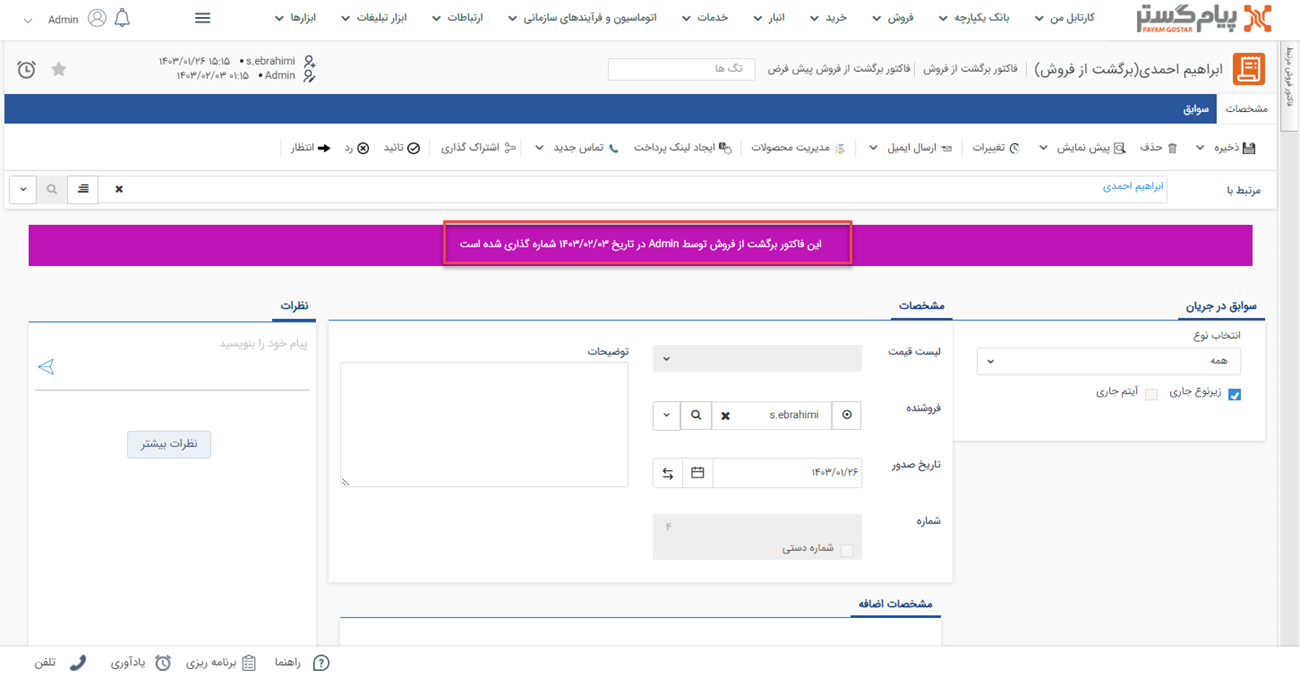 پیام گستر
PAYAM GOSTAR
کارتابل من
بانک یکپارچه
فروش
خرید
انبار
خدمات
اتوماسیون و فرآیندهای سازمانی
ارتباطات
ابزار تبلیغات
ابزارها
Admin
فاکتور فروش مرتبط
ابراهیم احمدی(برگشت از فروش)
فاکتور برگشت از فروش
فاکتور برگشت از فروش پیش فرض
تگ ها
s.ebrahimi • ۱۴۰۳/۰۱/۲۶ ۱۵:۱۵
Admin • ۱۴۰۳/۰۲/۰۳ ۰۱:۱۵
مشخصات
سوابق
ذخیره
حذف
پیش نمایش
تغییرات
ارسال ایمیل
مدیریت محصولات
ایجاد لینک پرداخت
تماس جدید
اشتراک گذاری
تائید
رد
انتظار
مرتبط با
ابراهیم احمدی
این فاکتور برگشت از فروش توسط Admin در تاریخ ۱۴۰۳/۰۲/۰۳ شماره گذاری شده است
سوابق در جریان
انتخاب نوع
همه
زیرنوع جاری
آیتم جاری
مشخصات
لیست قیمت
فروشنده
s.ebrahimi
تاریخ صدور
۱۴۰۳/۰۱/۲۶
شماره
۴
شماره دستی
توضیحات
مشخصات اضافه
نظرات
پیام خود را بنویسید
نظرات بیشتر
راهنما
برنامه ریزی
یادآوری
تلفن